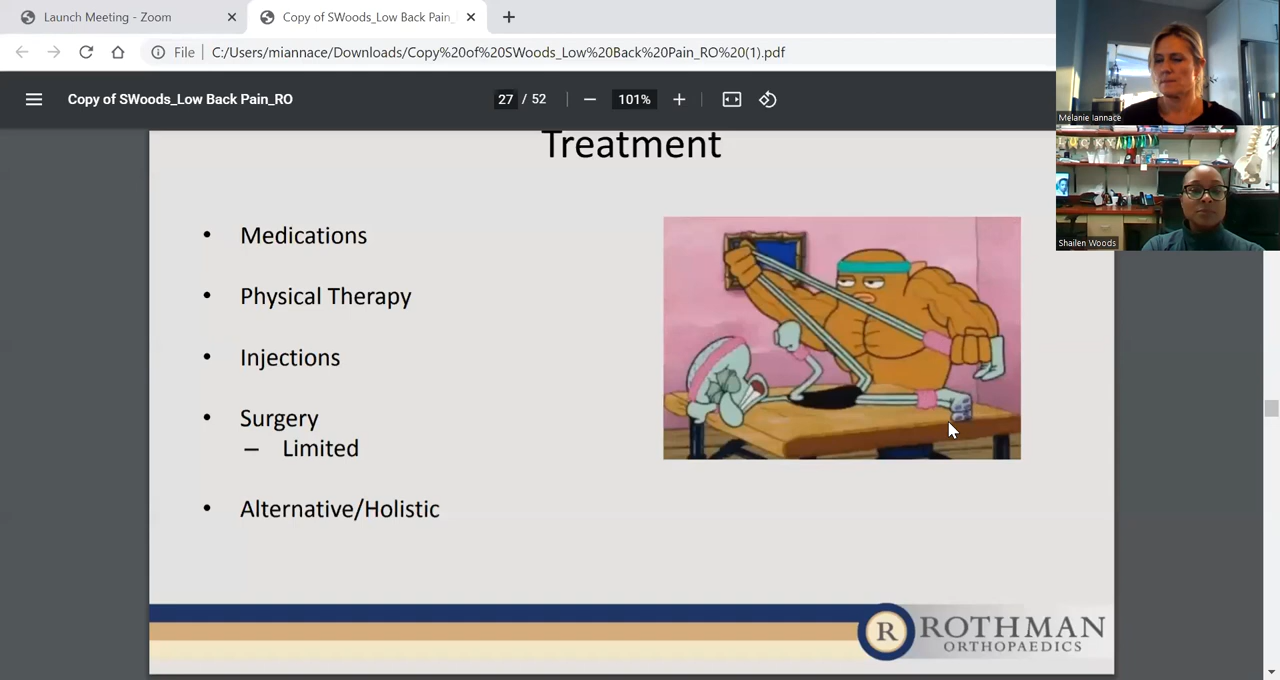 Launch Meeting - Zoom
Copy of SWoods_Low Back Pain_
File
C:/Users/miannace/Downloads/Copy%20of%20SWoods_Low%20Back%20Pain_RO%20(1).pdf
Copy of SWoods_Low Back Pain_RO
27 / 52
101%
Melanie Iannace
Shailen Woods
Treatment
• Medications
• Physical Therapy
• Injections
• Surgery
– Limited
• Alternative/Holistic
R ROTHMAN
ORTHOPAEDICS